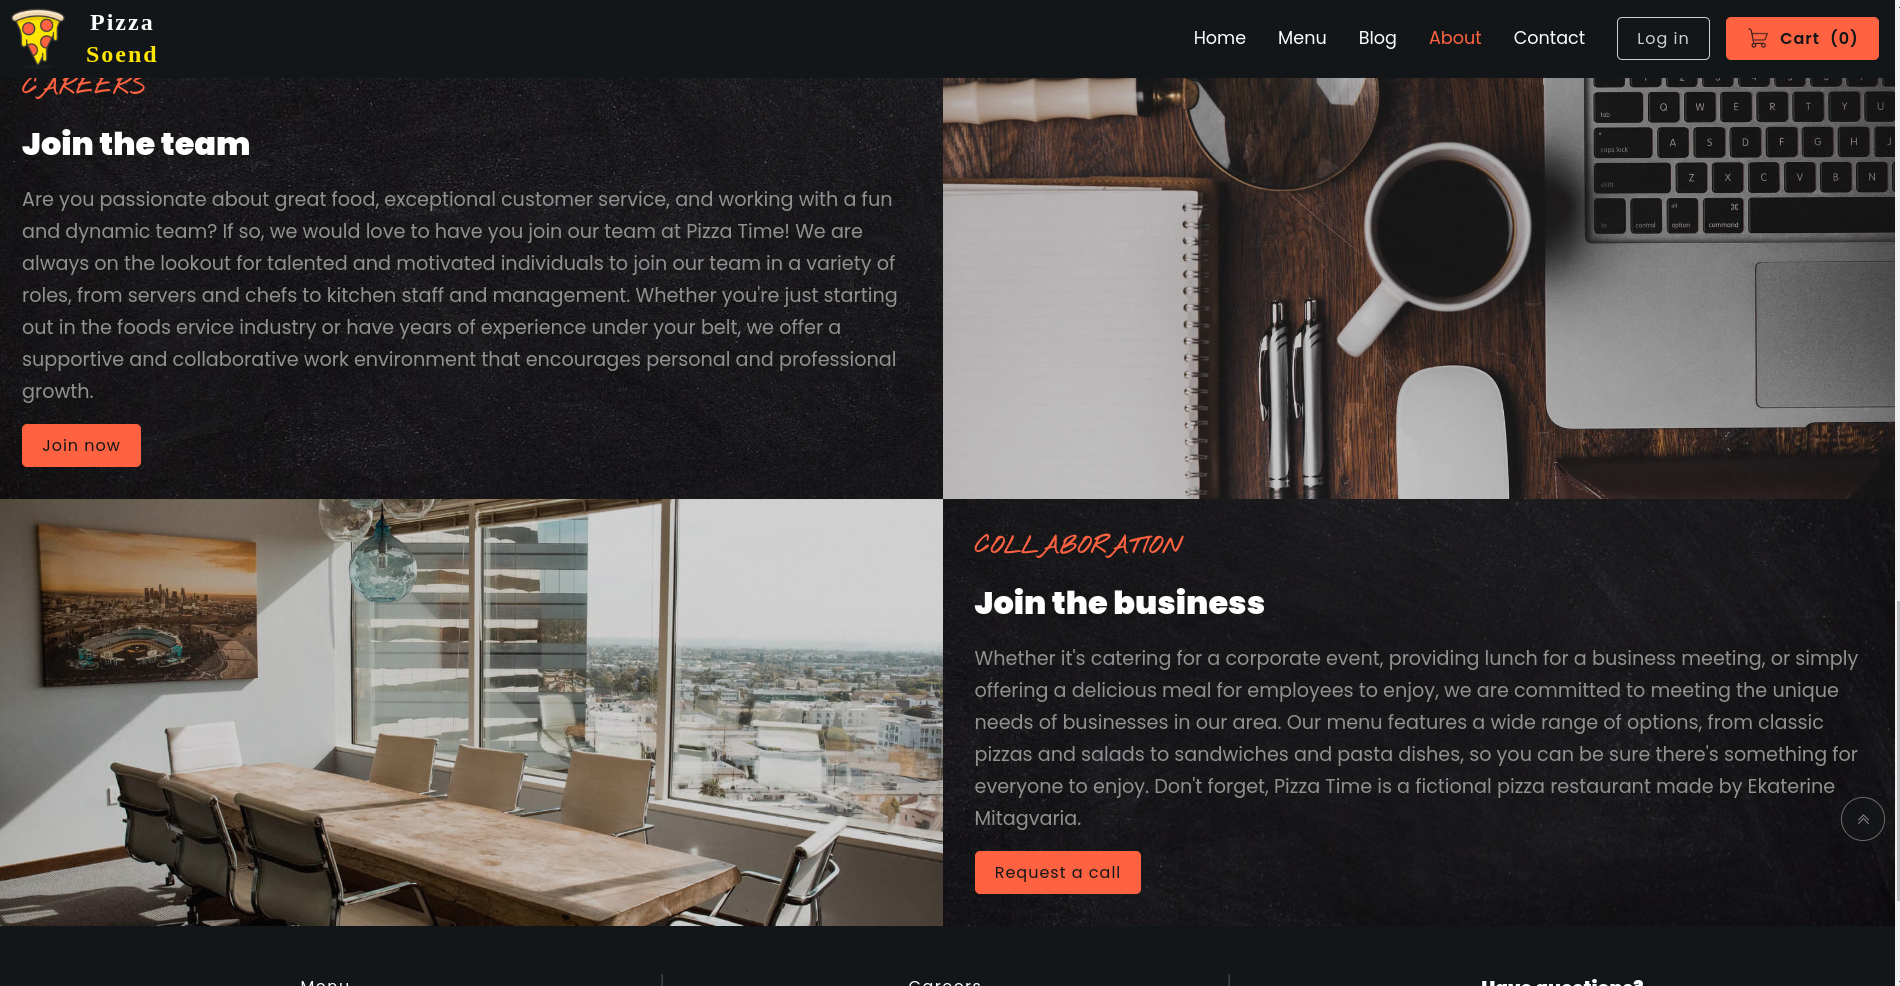 Pizza
Soend
Home
Menu
Blog
About
Contact
Log in
Cart (0)
CAREERS
Join the team
Are you passionate about great food, exceptional customer service, and working with a fun
and dynamic team? If so, we would love to have you join our team at Pizza Time! We are
always on the lookout for talented and motivated individuals to join our team in a variety of
roles, from servers and chefs to kitchen staff and management. Whether you're just starting
out in the foods ervice industry or have years of experience under your belt, we offer a
supportive and collaborative work environment that encourages personal and professional
growth.
Join now
Q W E R T Y U
tab
A S D F G H J
caps lock
Z X C V B N
shift
fn control option command
alt ⌘
COLLABORATION
Join the business
Whether it's catering for a corporate event, providing lunch for a business meeting, or simply
offering a delicious meal for employees to enjoy, we are committed to meeting the unique
needs of businesses in our area. Our menu features a wide range of options, from classic
pizzas and salads to sandwiches and pasta dishes, so you can be sure there's something for
everyone to enjoy. Don't forget, Pizza Time is a fictional pizza restaurant made by Ekaterine
Mitagvaria.
Request a call
Menu
Careers
Have questions?